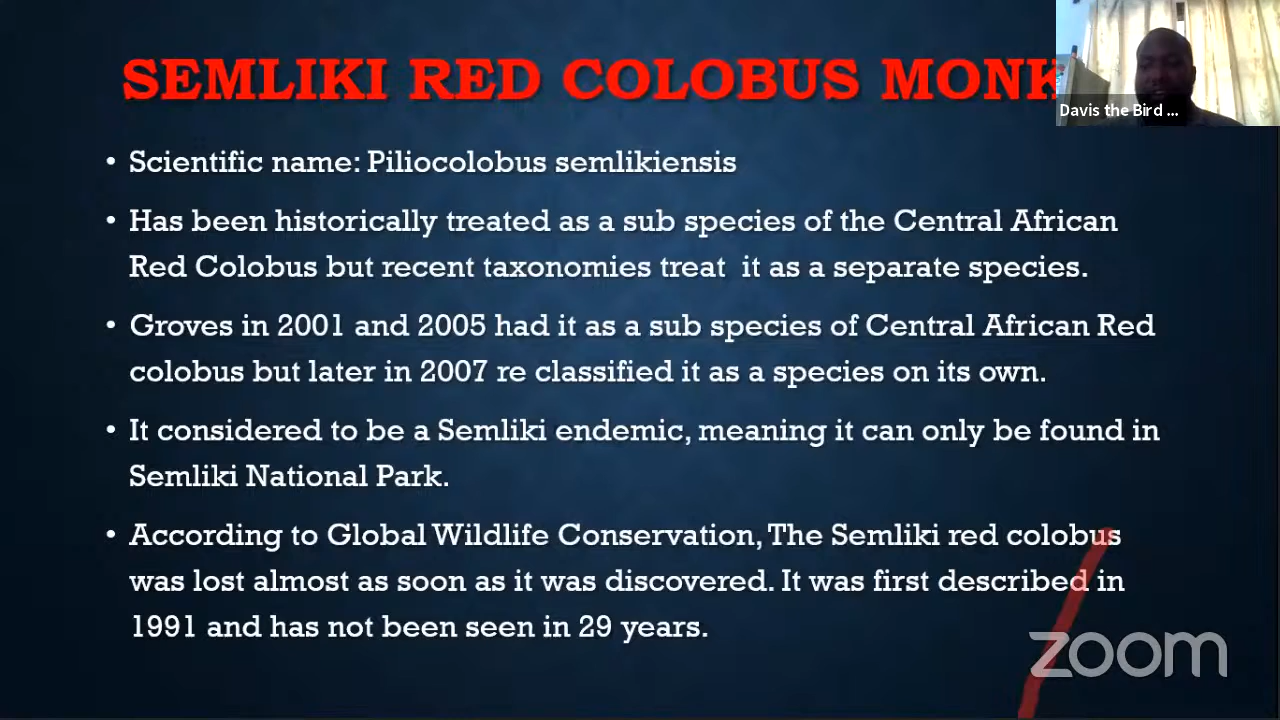 SEMLIKI RED COLOBUS MONK
Davis the Bird ...
• Scientific name: Piliocolobus semlikiensis
• Has been historically treated as a sub species of the Central African
Red Colobus but recent taxonomies treat it as a separate species.
• Groves in 2001 and 2005 had it as a sub species of Central African Red
colobus but later in 2007 re classified it as a species on its own.
• It considered to be a Semliki endemic, meaning it can only be found in
Semliki National Park.
• According to Global Wildlife Conservation, The Semliki red colobus
was lost almost as soon as it was discovered. It was first described in
1991 and has not been seen in 29 years.
zoom